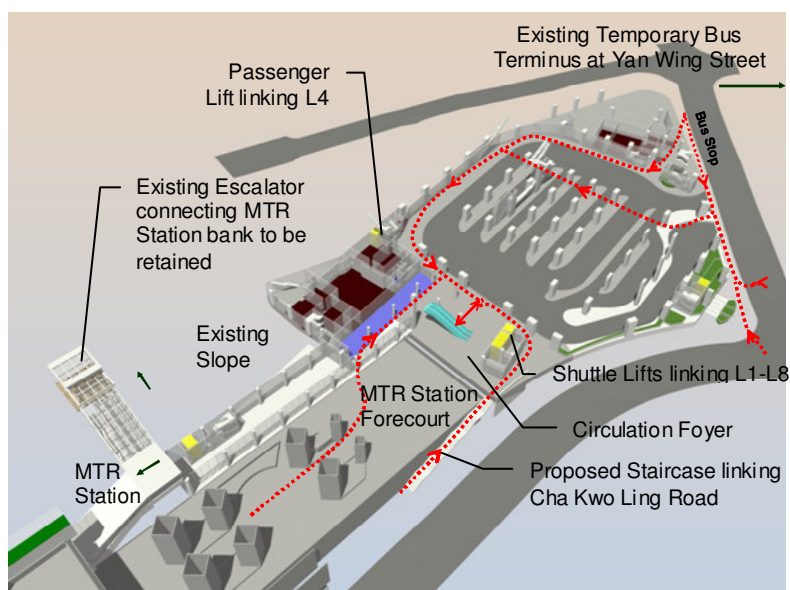 Existing Temporary Bus
Terminus at Yan Wing Street
Passenger
Lift linking L4
Bus Stop
Existing Escalator
connecting MTR
Station bank to be
retained
Existing
Slope
Shuttle Lifts linking L1-L8
MTR Station
Forecourt
Circulation Foyer
MTR
Station
Proposed Staircase linking
Cha Kwo Ling Road